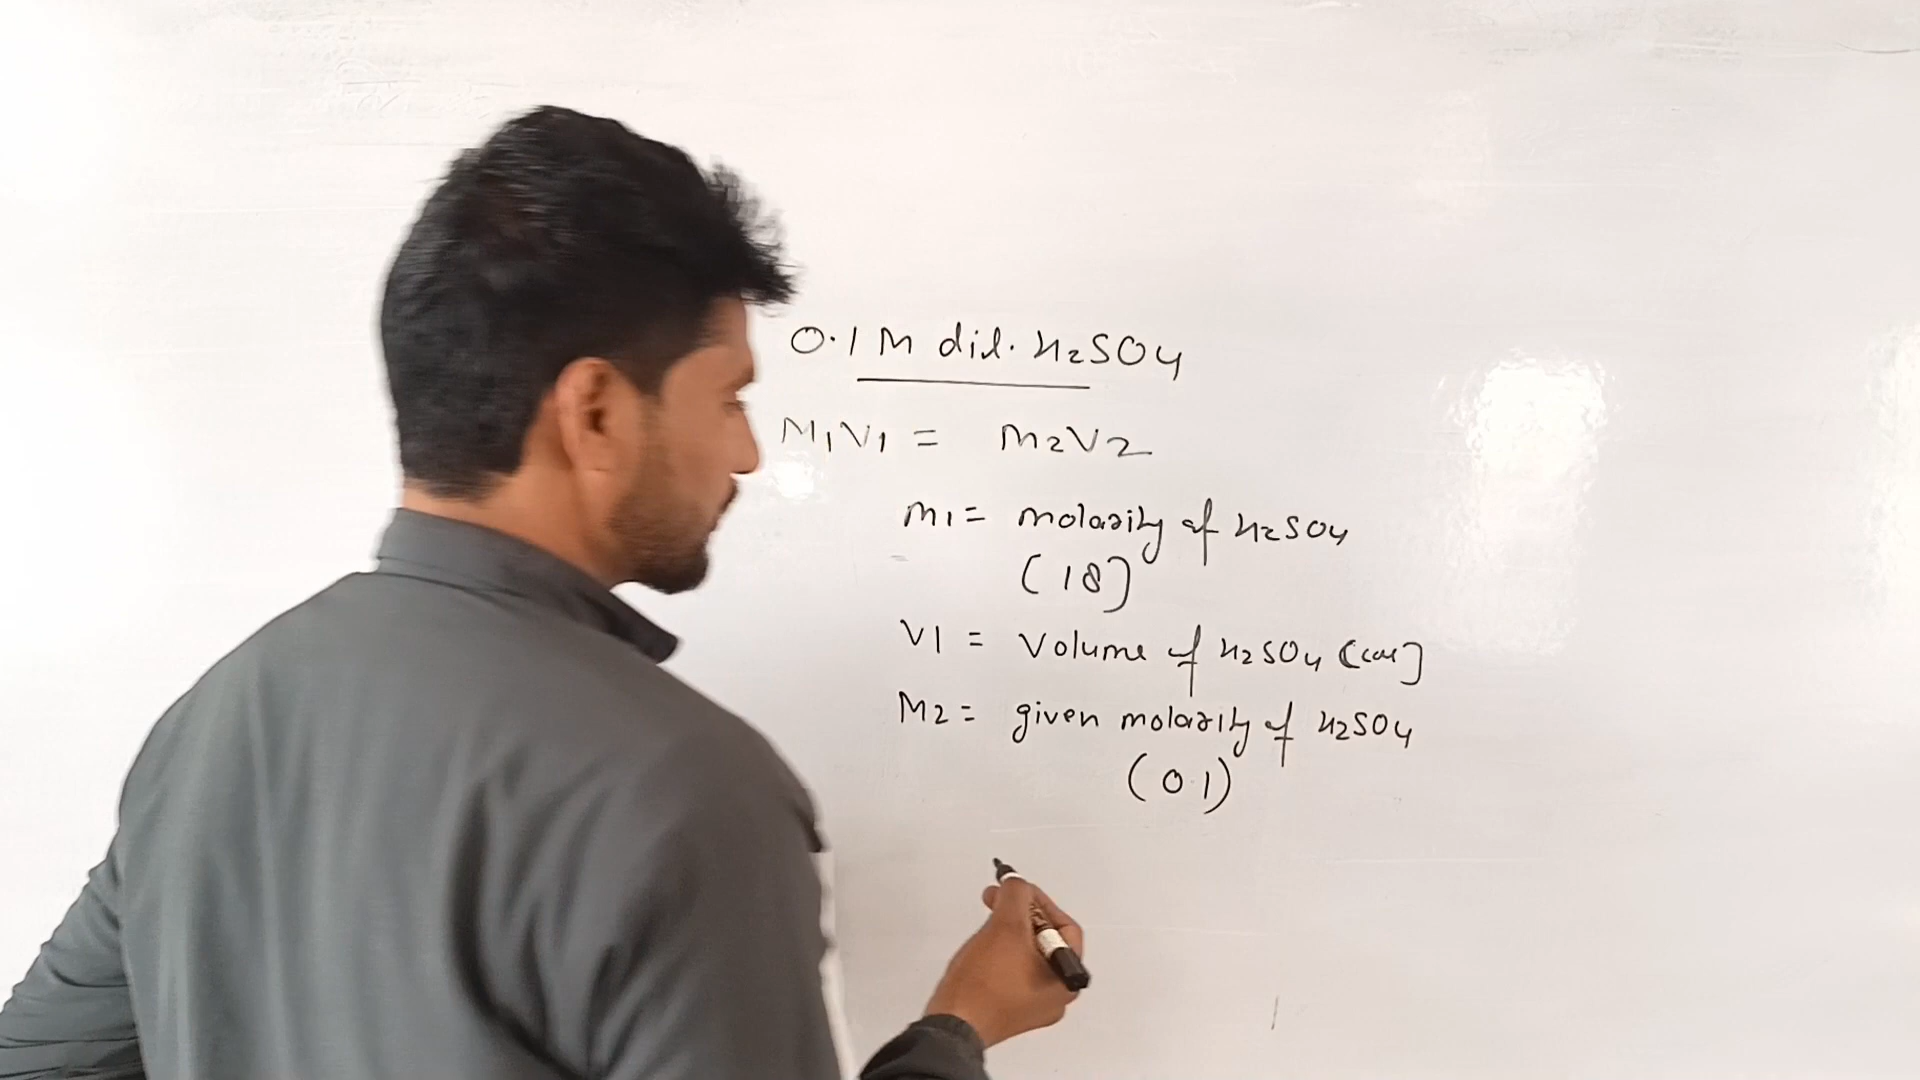 0.1 M dil. H2SO4
M1V1 = M2V2
M1 = molarity of H2SO4
(18)
V1 = Volume of H2SO4
M2 = given molarity of H2SO4
(0.1)